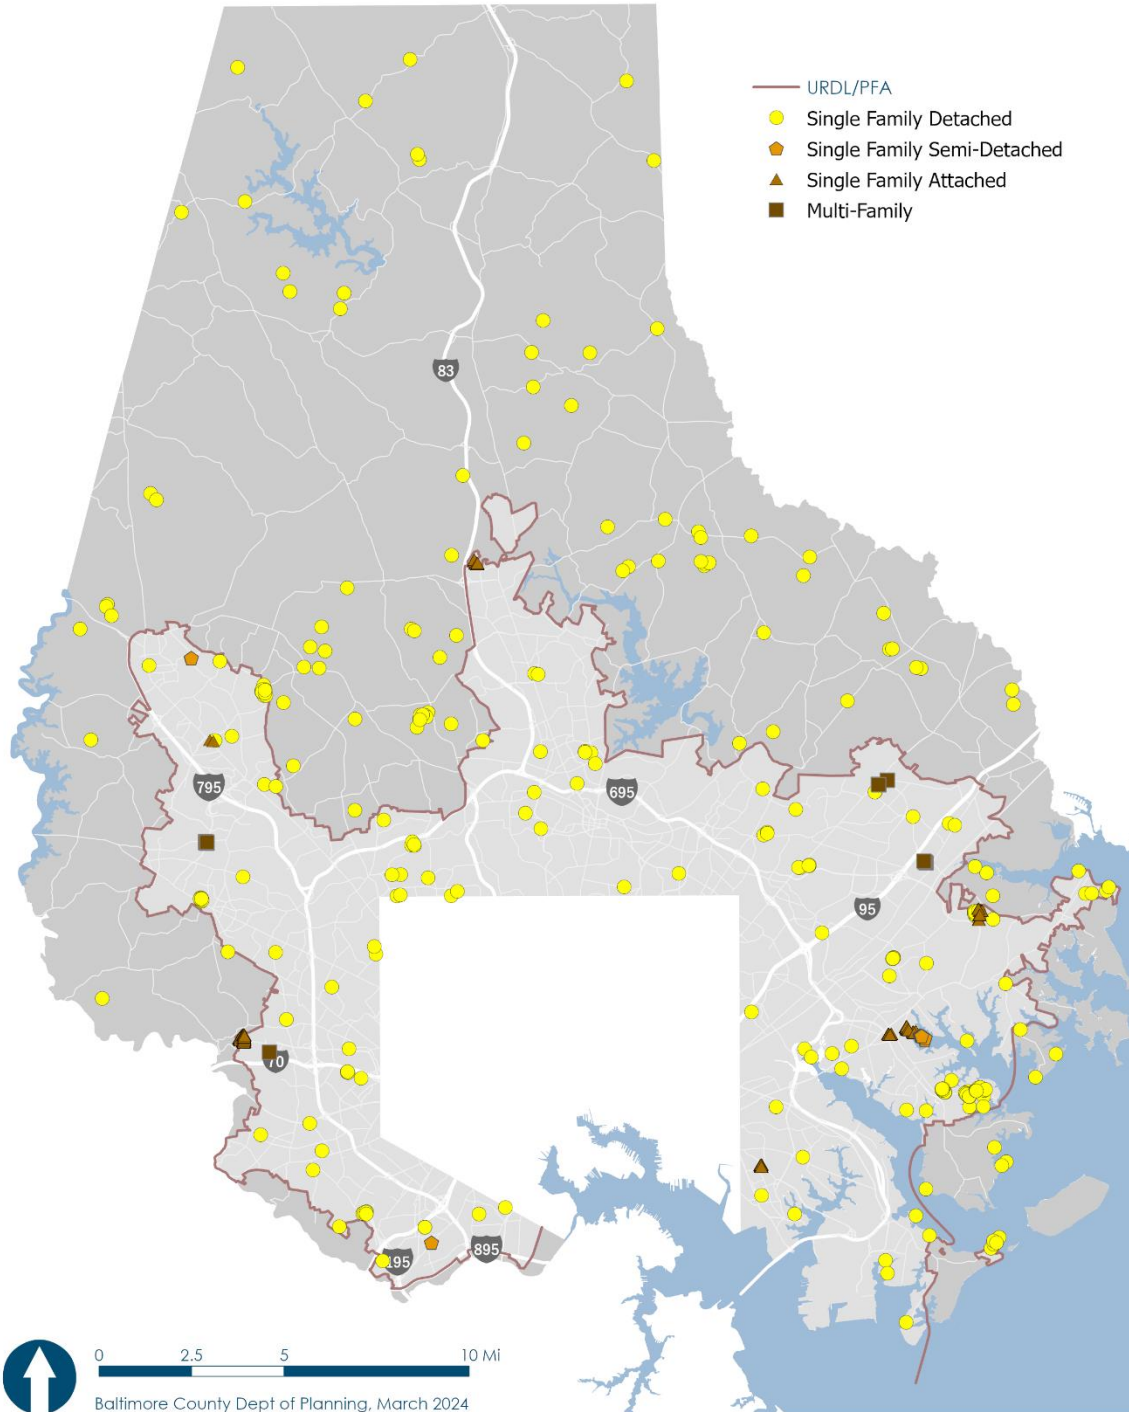 URDL/PFA
Single Family Detached
Single Family Semi-Detached
Single Family Attached
Multi-Family
83
795
695
95
70
195
895
0 2.5 5 10 Mi
Baltimore County Dept of Planning, March 2024